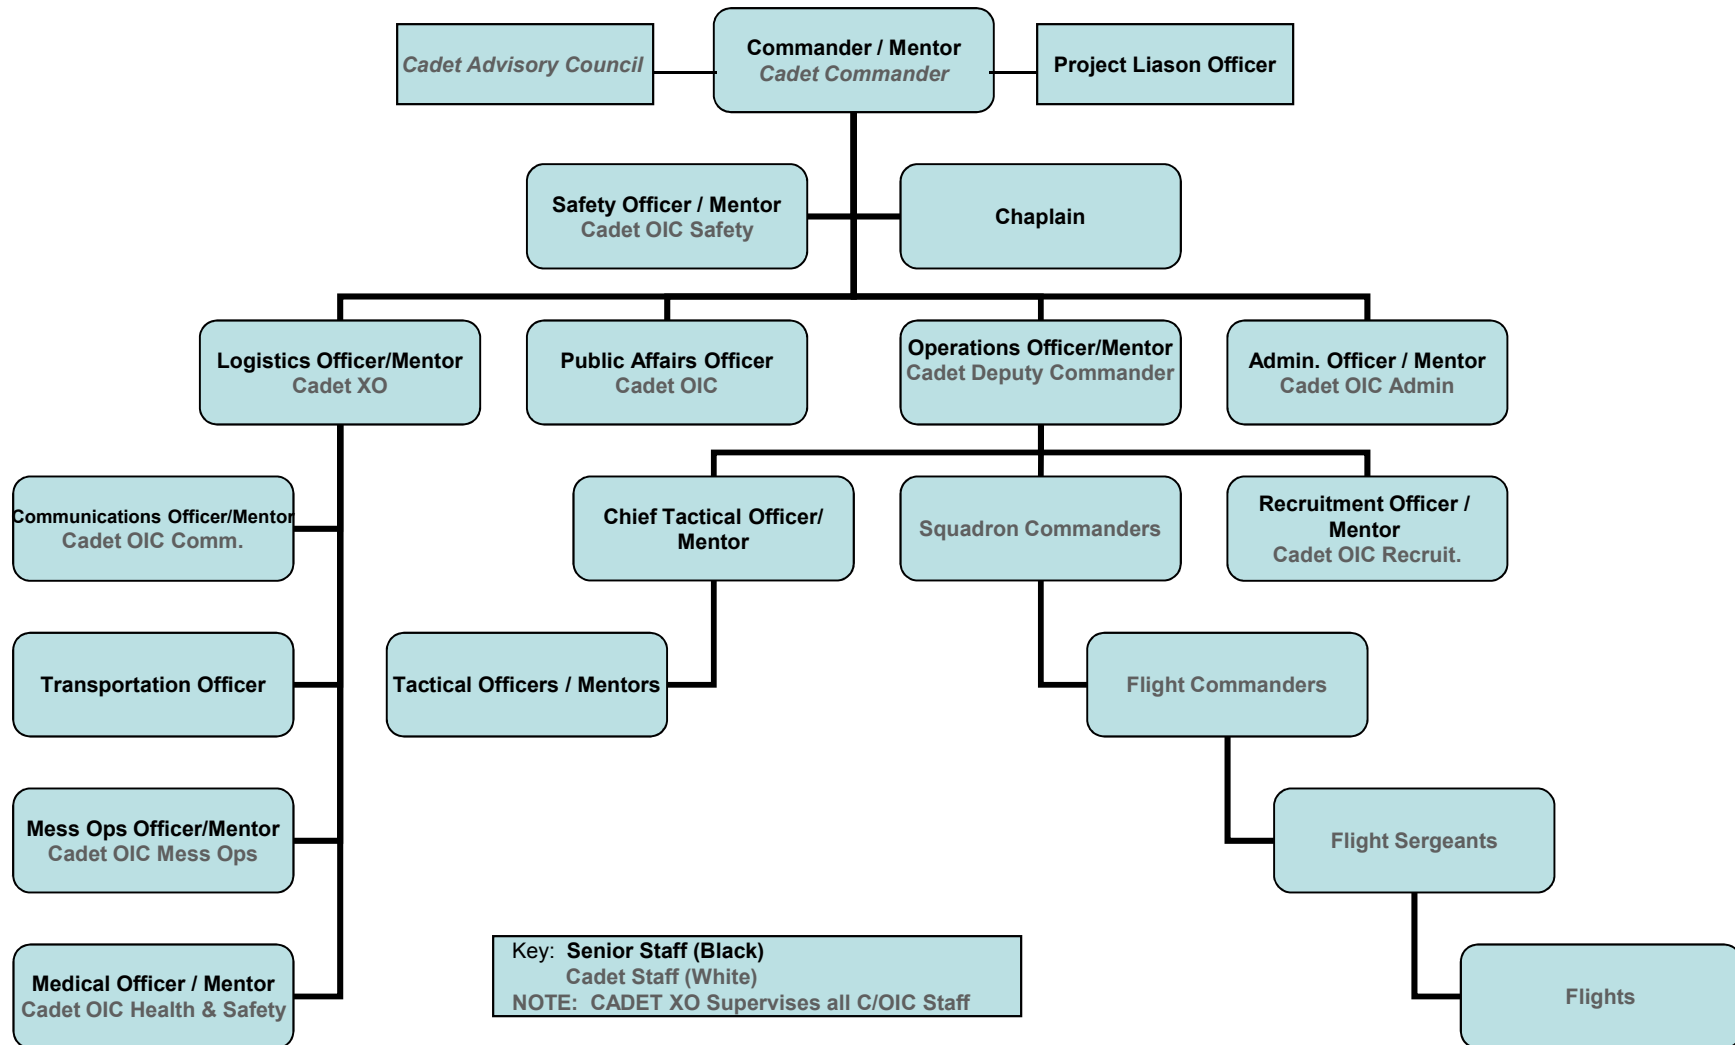 Cadet Advisory Council
Commander / Mentor
Cadet Commander
Project Liason Officer
Safety Officer / Mentor
Cadet OIC Safety
Chaplain
Logistics Officer/Mentor
Cadet XO
Public Affairs Officer
Cadet OIC
Operations Officer/Mentor
Cadet Deputy Commander
Admin. Officer / Mentor
Cadet OIC Admin
Communications Officer/Mentor
Cadet OIC Comm.
Chief Tactical Officer/
Mentor
Squadron Commanders
Recruitment Officer /
Mentor
Cadet OIC Recruit.
Transportation Officer
Tactical Officers / Mentors
Flight Commanders
Mess Ops Officer/Mentor
Cadet OIC Mess Ops
Flight Sergeants
Medical Officer / Mentor
Cadet OIC Health & Safety
Key: Senior Staff (Black)
Cadet Staff (White)
NOTE: CADET XO Supervises all C/OIC Staff
Flights